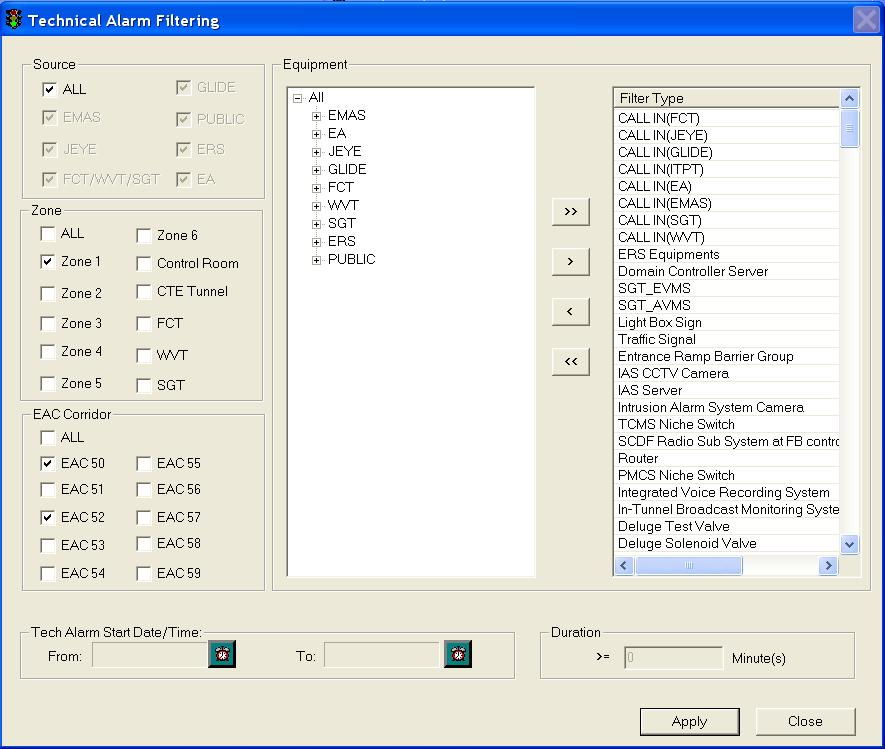 Technical Alarm Filtering
Source
ALL
GLIDE
EMAS
PUBLIC
JEYE
ERS
FCT/WVT/SGT
EA
Zone
ALL
Zone 6
Zone 1
Control Room
Zone 2
CTE Tunnel
Zone 3
FCT
Zone 4
WVT
Zone 5
SGT
EAC Corridor
ALL
EAC 50
EAC 55
EAC 51
EAC 56
EAC 52
EAC 57
EAC 53
EAC 58
EAC 54
EAC 59
Equipment
All
EMAS
EA
JEYE
GLIDE
FCT
WVT
SGT
ERS
PUBLIC
>>
>
<
<<
Filter Type
CALL IN(FCT)
CALL IN(JEYE)
CALL IN(GLIDE)
CALL IN(ITPT)
CALL IN(EA)
CALL IN(EMAS)
CALL IN(SGT)
CALL IN(WVT)
ERS Equipments
Domain Controller Server
SGT_EVMS
SGT_AVMS
Light Box Sign
Traffic Signal
Entrance Ramp Barrier Group
IAS CCTV Camera
IAS Server
Intrusion Alarm System Camera
TCMS Niche Switch
SCDF Radio Sub System at FB contro
Router
PMCS Niche Switch
Integrated Voice Recording System
In-Tunnel Broadcast Monitoring Syste
Deluge Test Valve
Deluge Solenoid Valve
Tech Alarm Start Date/Time:
From:
To:
Duration
>= 0 Minute(s)
Apply
Close